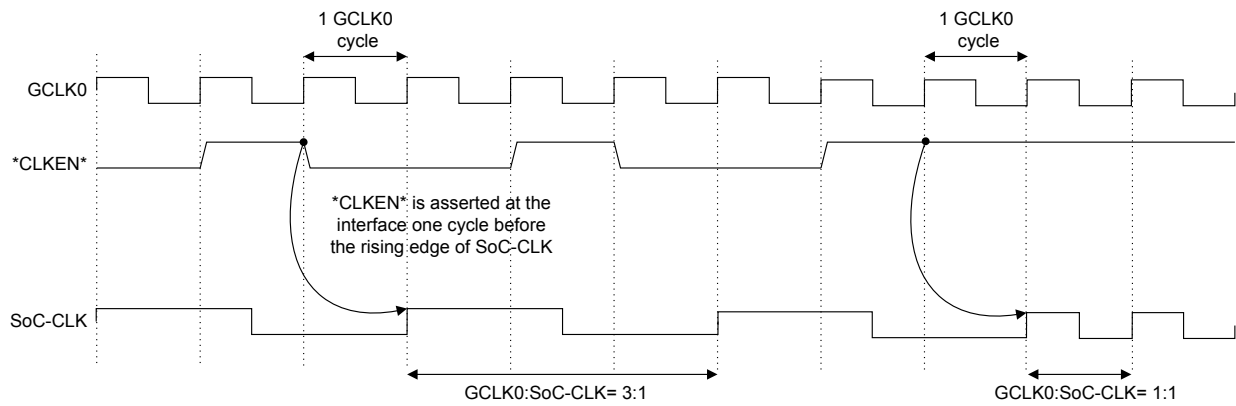 1 GCLK0
cycle
1 GCLK0
cycle
GCLK0
*CLKEN*
*CLKEN* is asserted at the
interface one cycle before
the rising edge of SoC-CLK
SoC-CLK
GCLK0:SoC-CLK= 3:1
GCLK0:SoC-CLK= 1:1